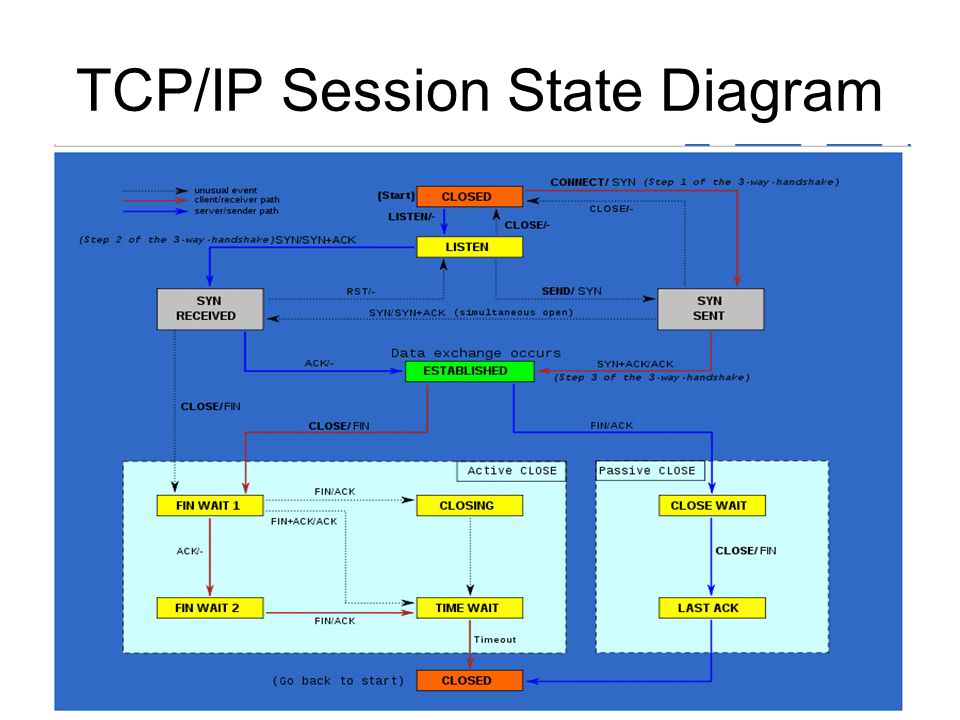 TCP/IP Session State Diagram
unusual event
client/receiver path
server/sender path
(Start)
CLOSED
CONNECT/ SYN (Step 1 of the 3-way-handshake)
CLOSE/-
LISTEN/-
CLOSE/-
(Step 2 of the 3-way-handshake)SYN/SYN+ACK
LISTEN
SYN
RECEIVED
RST/-
SEND/ SYN
SYN
SENT
SYN/SYN+ACK (simultaneous open)
Data exchange occurs
ACK/-
ESTABLISHED
SYN+ACK/ACK
(Step 3 of the 3-way-handshake)
CLOSE/FIN
CLOSE/ FIN
FIN/ACK
Active CLOSE
Passive CLOSE
FIN WAIT 1
FIN/ACK
CLOSING
CLOSE WAIT
FIN+ACK/ACK
ACK/-
CLOSE/ FIN
FIN WAIT 2
FIN/ACK
TIME WAIT
LAST ACK
Timeout
(Go back to start)
CLOSED